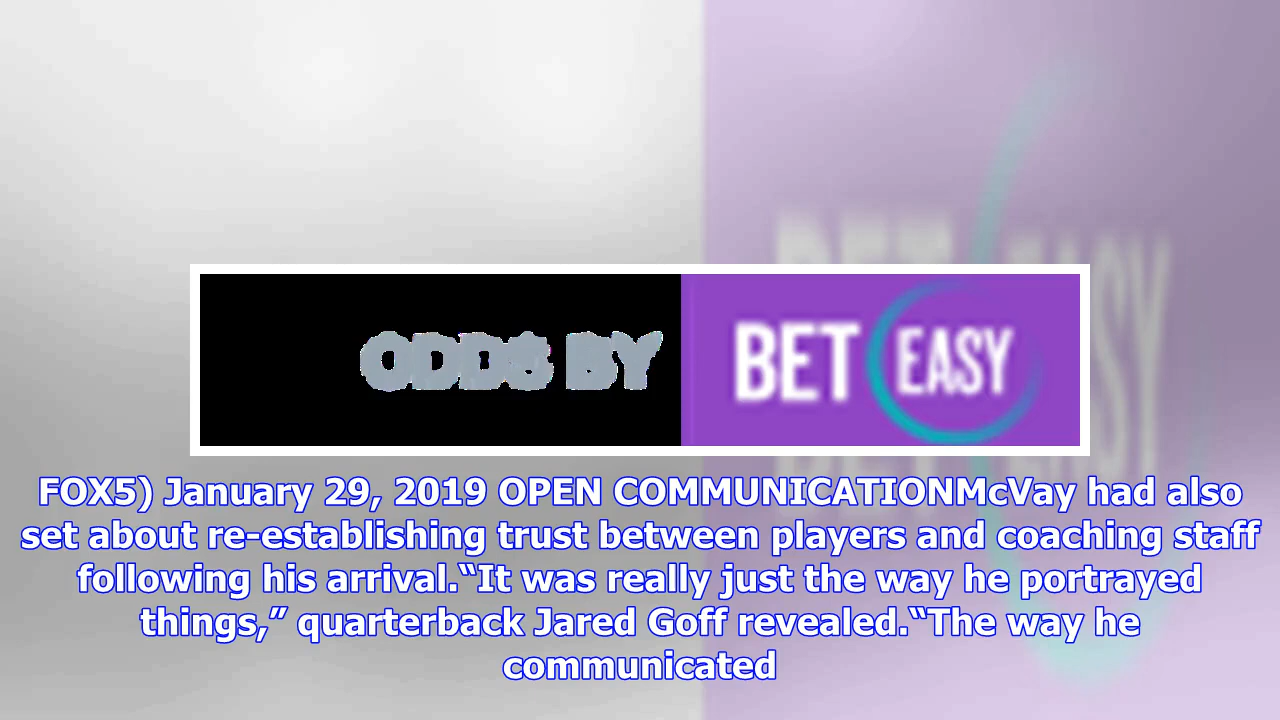 ODDS BY BET EASY
FOX5) January 29, 2019 OPEN COMMUNICATIONMcVay had also
set about re-establishing trust between players and coaching staff
following his arrival.“It was really just the way he portrayed
things,” quarterback Jared Goff revealed.“The way he
communicated